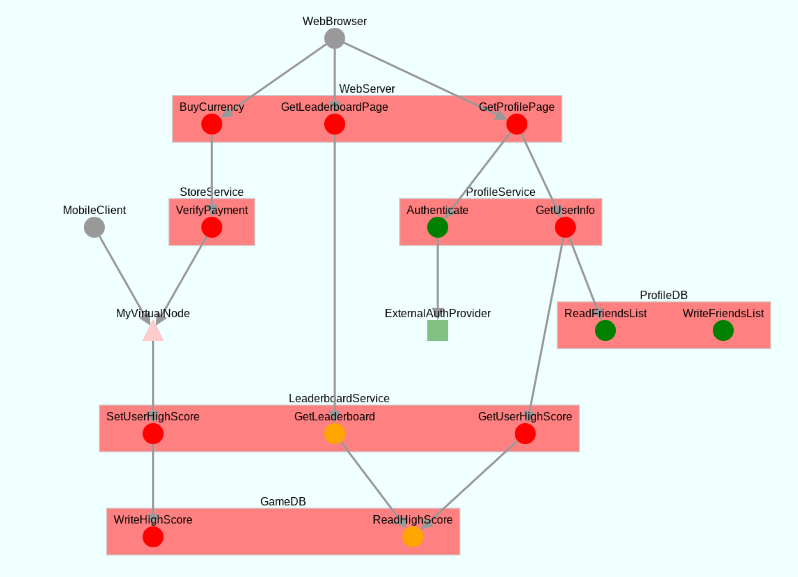 WebBrowser
WebServer
BuyCurrency
GetLeaderboardPage
GetProfilePage
StoreService
ProfileService
MobileClient
VerifyPayment
Authenticate
GetUserInfo
ProfileDB
MyVirtualNode
ExternalAuthProvider
ReadFriendsList
WriteFriendsList
LeaderboardService
SetUserHighScore
GetLeaderboard
GetUserHighScore
GameDB
WriteHighScore
ReadHighScore